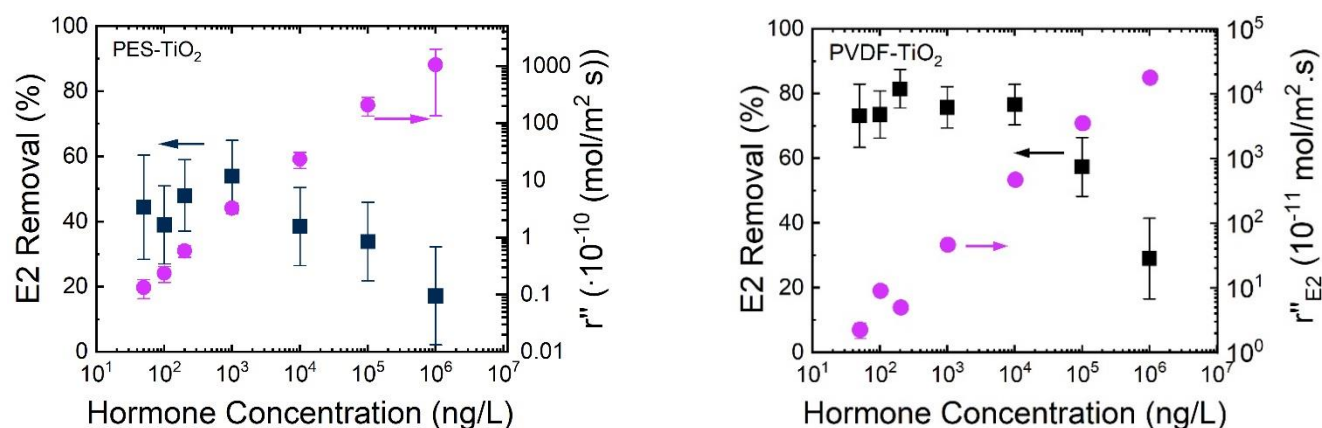 PES-TiO₂
E2 Removal (%)
100
80
60
40
20
0
1000
100
10
1
0.1
0.01
r'' (·10⁻¹⁰ (mol/m² s))
10¹ 10² 10³ 10⁴ 10⁵ 10⁶ 10⁷
Hormone Concentration (ng/L)
PVDF-TiO₂
E2 Removal (%)
100
80
60
40
20
0
10⁵
10⁴
10³
10²
10¹
10⁰
r''E2 (10⁻¹¹ mol/m².s)
10¹ 10² 10³ 10⁴ 10⁵ 10⁶ 10⁷
Hormone Concentration (ng/L)